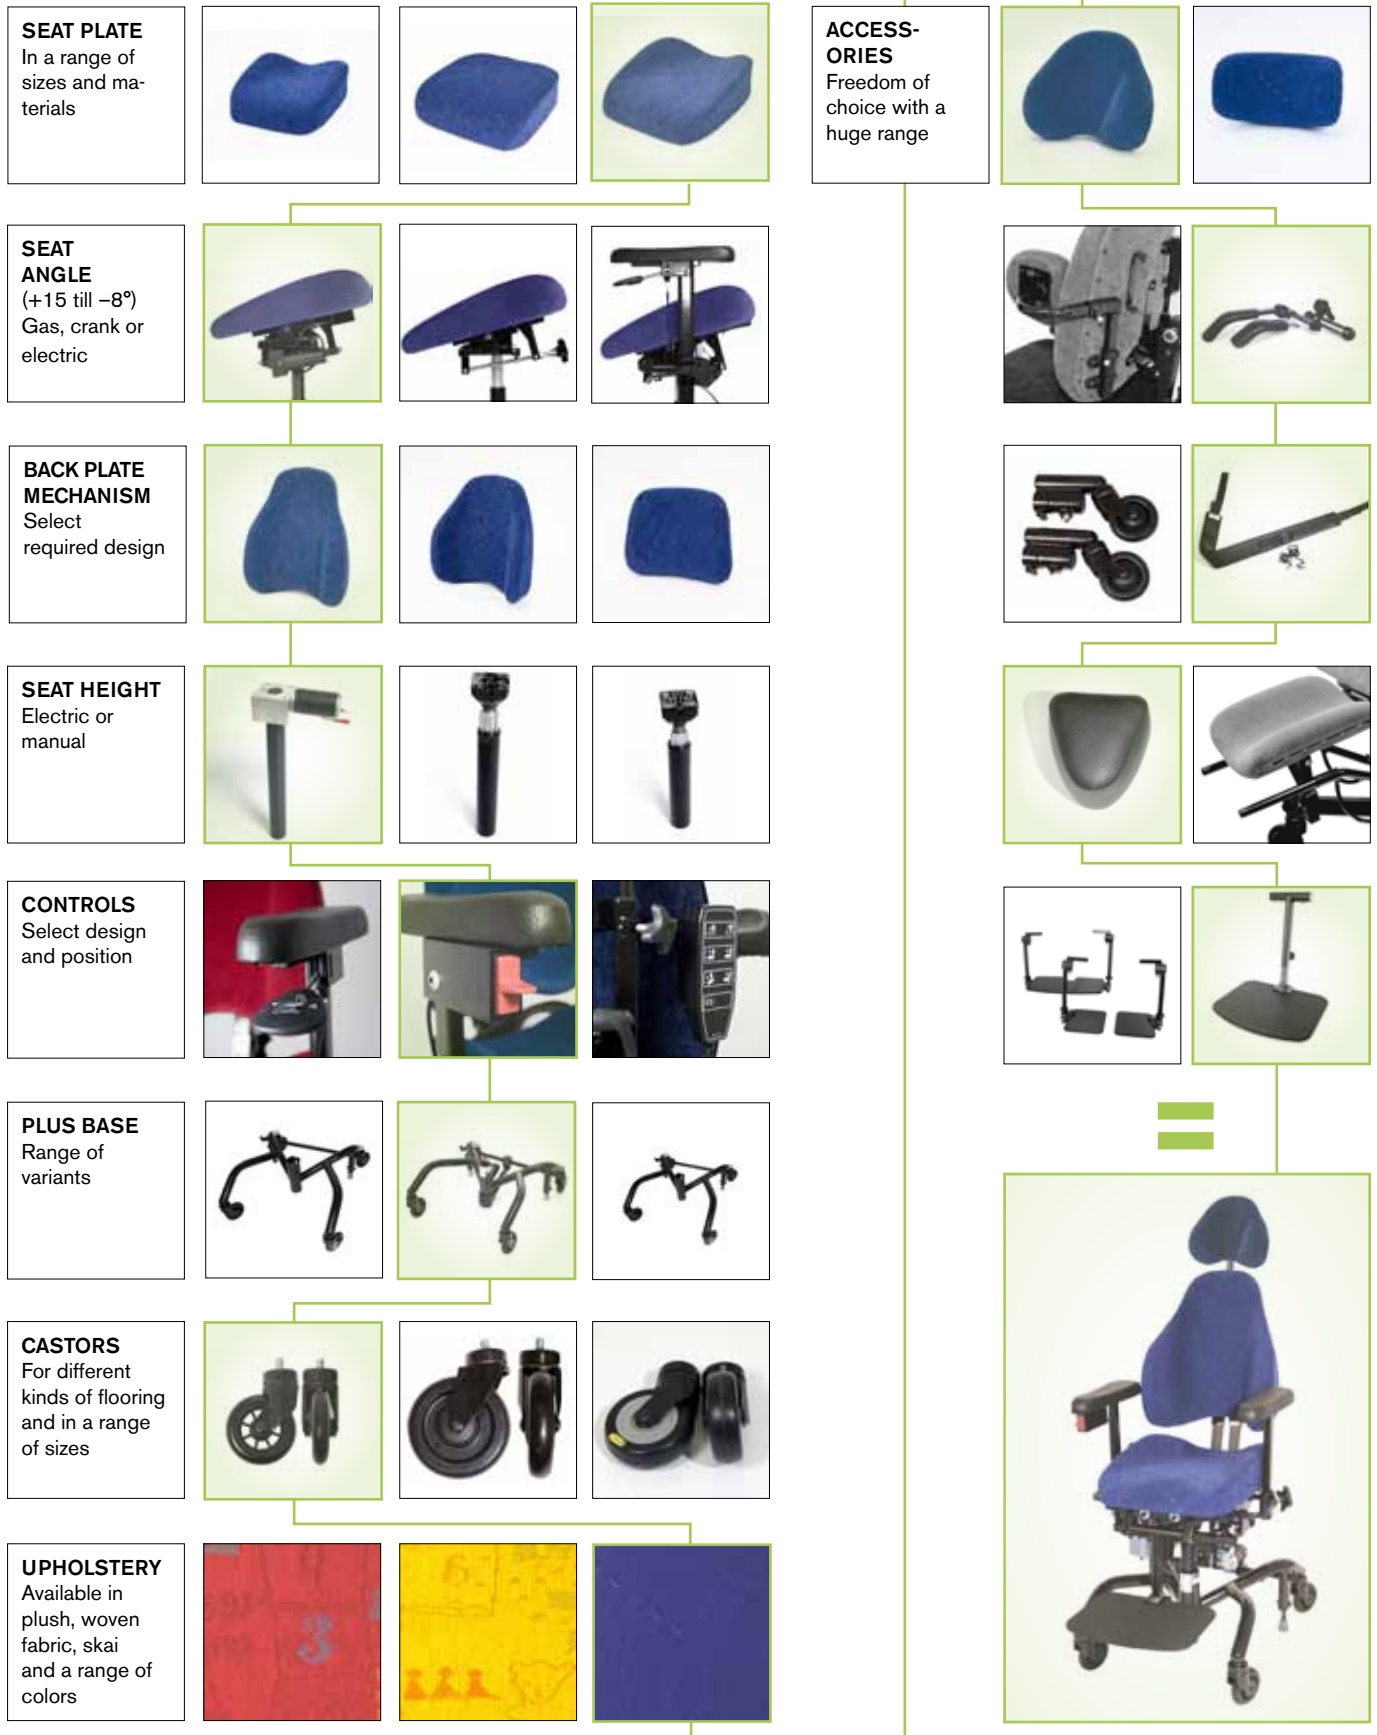 SEAT PLATE
In a range of
sizes and ma-
terials
SEAT
ANGLE
(+15 till –8°)
Gas, crank or
electric
BACK PLATE
MECHANISM
Select
required design
SEAT HEIGHT
Electric or
manual
CONTROLS
Select design
and position
PLUS BASE
Range of
variants
CASTORS
For different
kinds of flooring
and in a range
of sizes
UPHOLSTERY
Available in
plush, woven
fabric, skai
and a range of
colors
3
6
ACCESS-
ORIES
Freedom of
choice with a
huge range